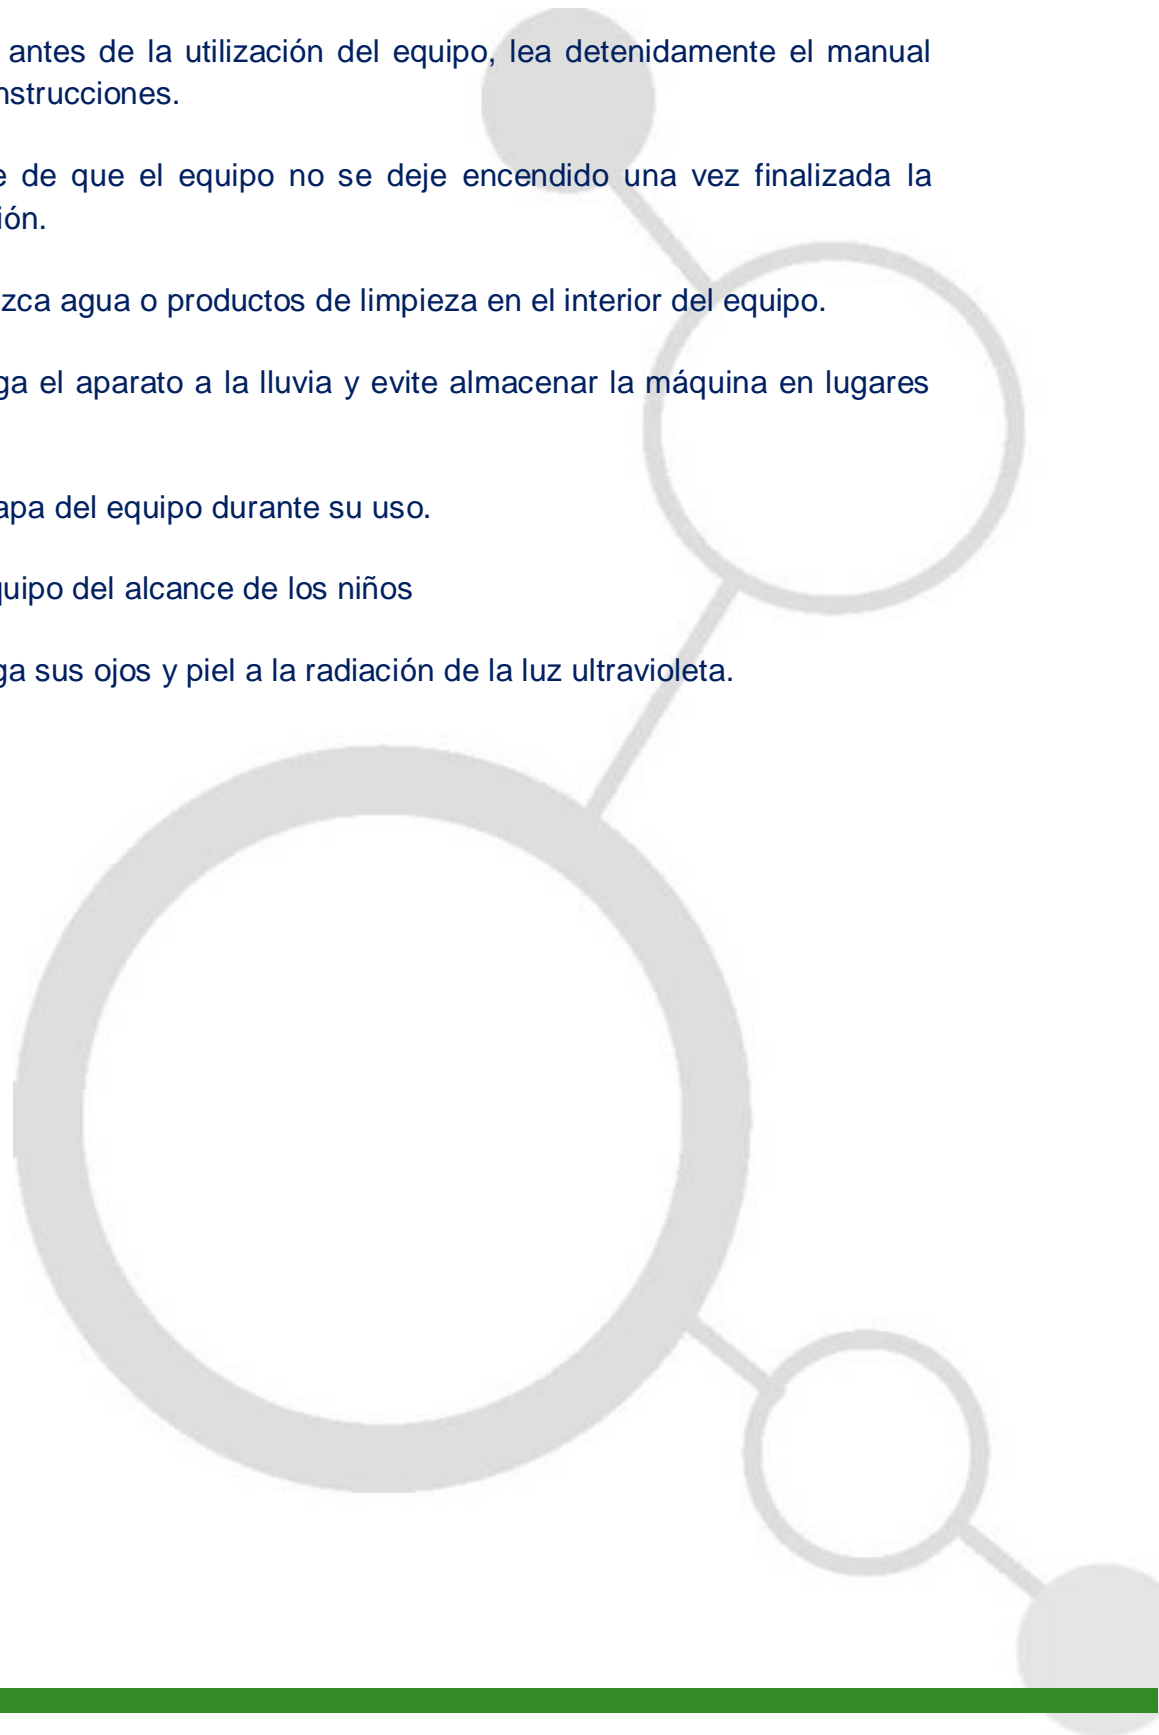 antes de la utilización del equipo, lea detenidamente el manual
nstrucciones.
e de que el equipo no se deje encendido una vez finalizada la
ión.
zca agua o productos de limpieza en el interior del equipo.
ga el aparato a la lluvia y evite almacenar la máquina en lugares
apa del equipo durante su uso.
quipo del alcance de los niños
ga sus ojos y piel a la radiación de la luz ultravioleta.